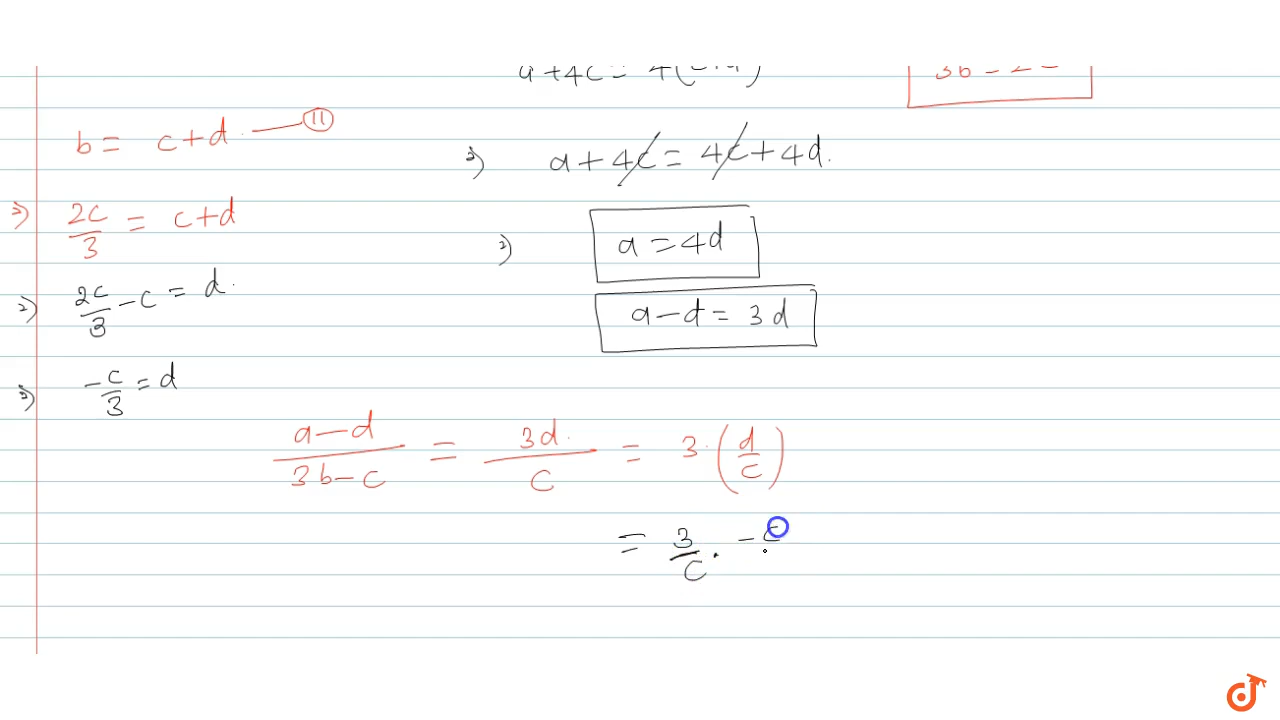 b = c+d. — 11
⇒) 2c/3 = c+d
⇒) 2c/3 - c = d.
⇒) -c/3 = d
⇒) a + 4c = 4c + 4d.
⇒) a = 4d
a - d = 3d
a-d/3b-c = 3d./c = 3.(d/c)
= 3/c . -c